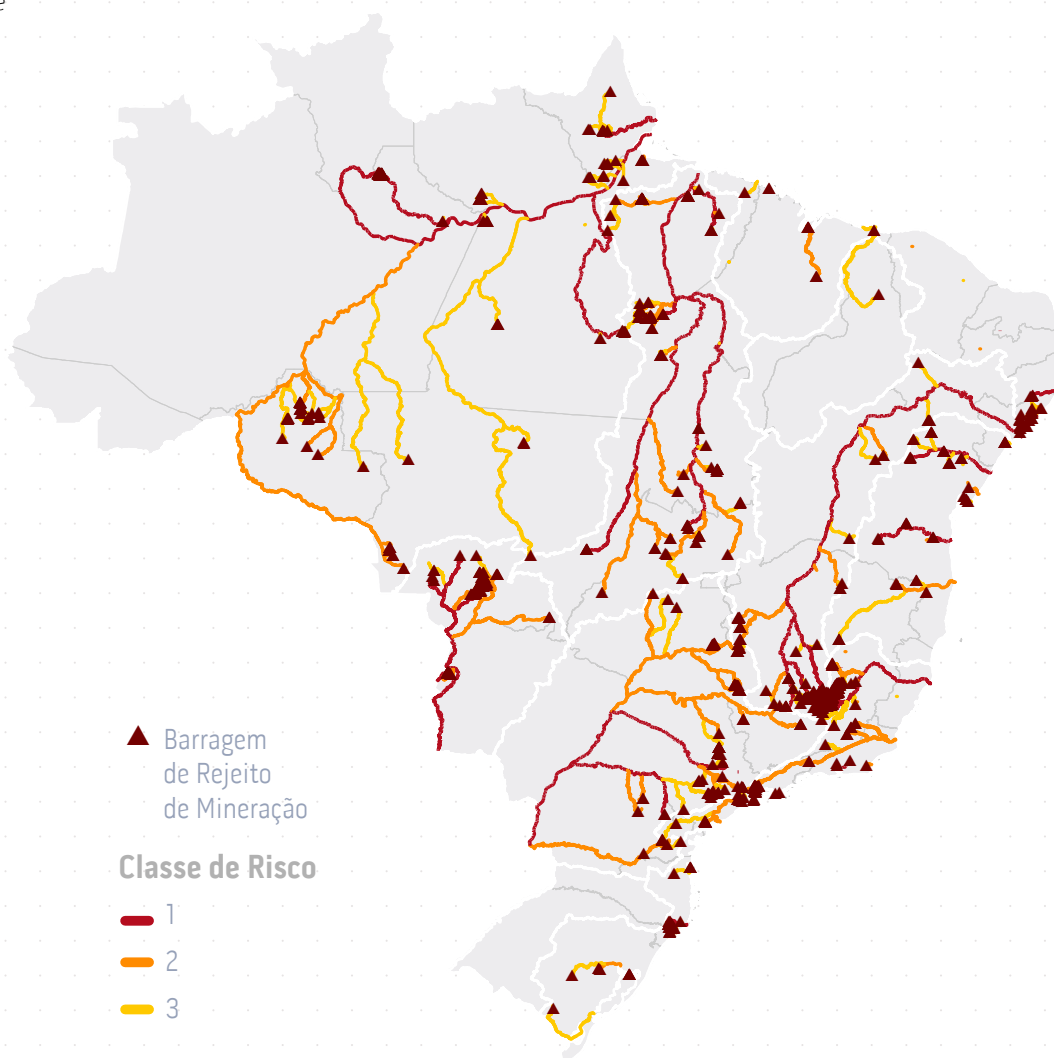 Barragem
de Rejeito
de Mineração
Classe de Risco
1
2
3